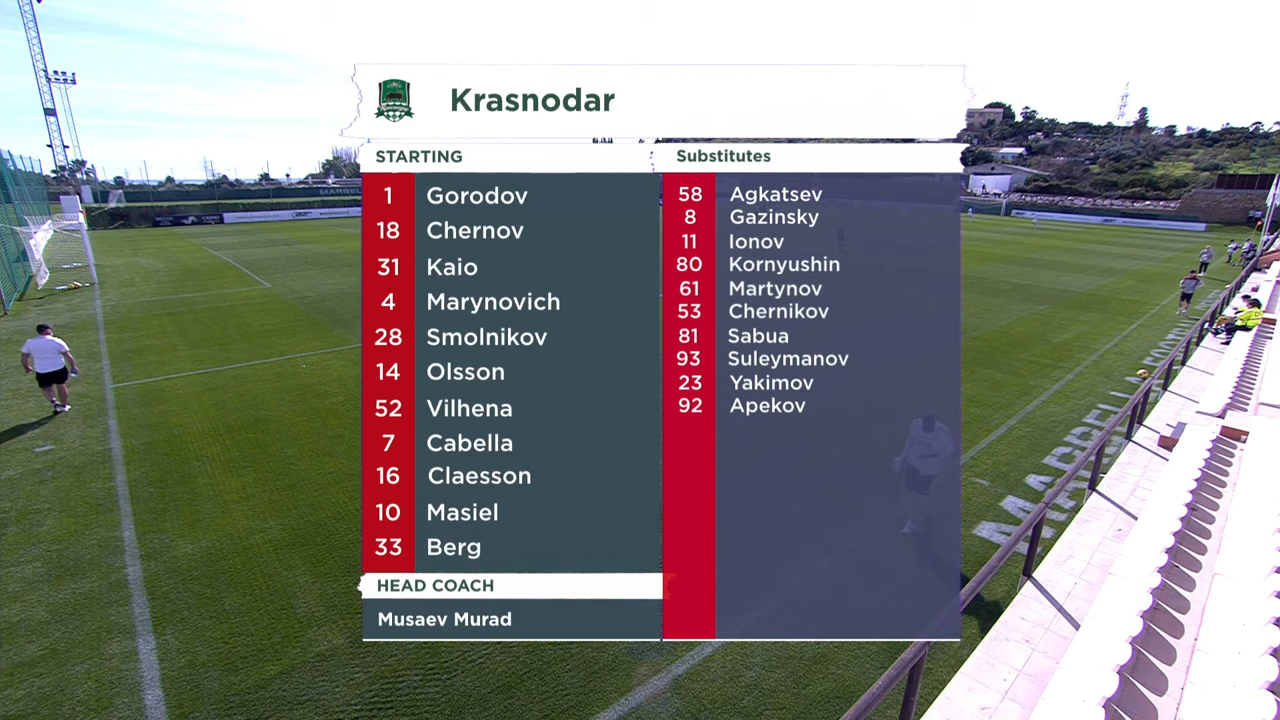 Krasnodar
STARTING
1 Gorodov
18 Chernov
31 Kaio
4 Marynovich
28 Smolnikov
14 Olsson
52 Vilhena
7 Cabella
16 Claesson
10 Masiel
33 Berg
HEAD COACH
Musaev Murad
Substitutes
58 Agkatsev
8 Gazinsky
11 Ionov
80 Kornyushin
61 Martynov
53 Chernikov
81 Sabua
93 Suleymanov
23 Yakimov
92 Apekov
MARBELLA